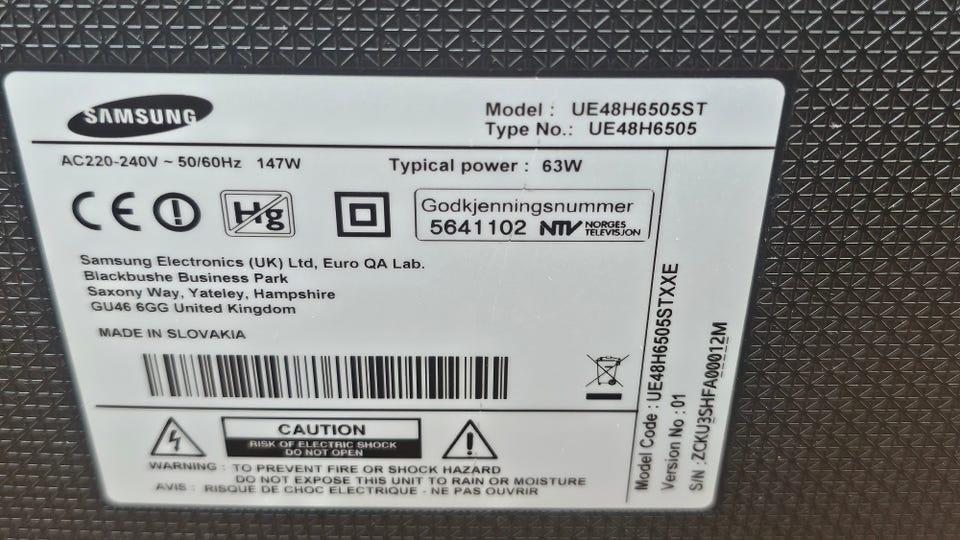 SAMSUNG
Model : UE48H6505ST
Type No.: UE48H6505
AC220-240V ~ 50/60Hz 147W
Typical power : 63W
CE
Hg
Godkjenningsnummer
5641102 NTV NORGES TELEVISJON
Samsung Electronics (UK) Ltd, Euro QA Lab.
Blackbushe Business Park
Saxony Way, Yateley, Hampshire
GU46 6GG United Kingdom
MADE IN SLOVAKIA
CAUTION
RISK OF ELECTRIC SHOCK
DO NOT OPEN
WARNING : TO PREVENT FIRE OR SHOCK HAZARD
DO NOT EXPOSE THIS UNIT TO RAIN OR MOISTURE
AVIS : RISQUE DE CHOC ELECTRIQUE - NE PAS OUVRIR
Model Code : UE48H6505STXXE
Version No : 01
S/N : ZCKU3SHFA00012M